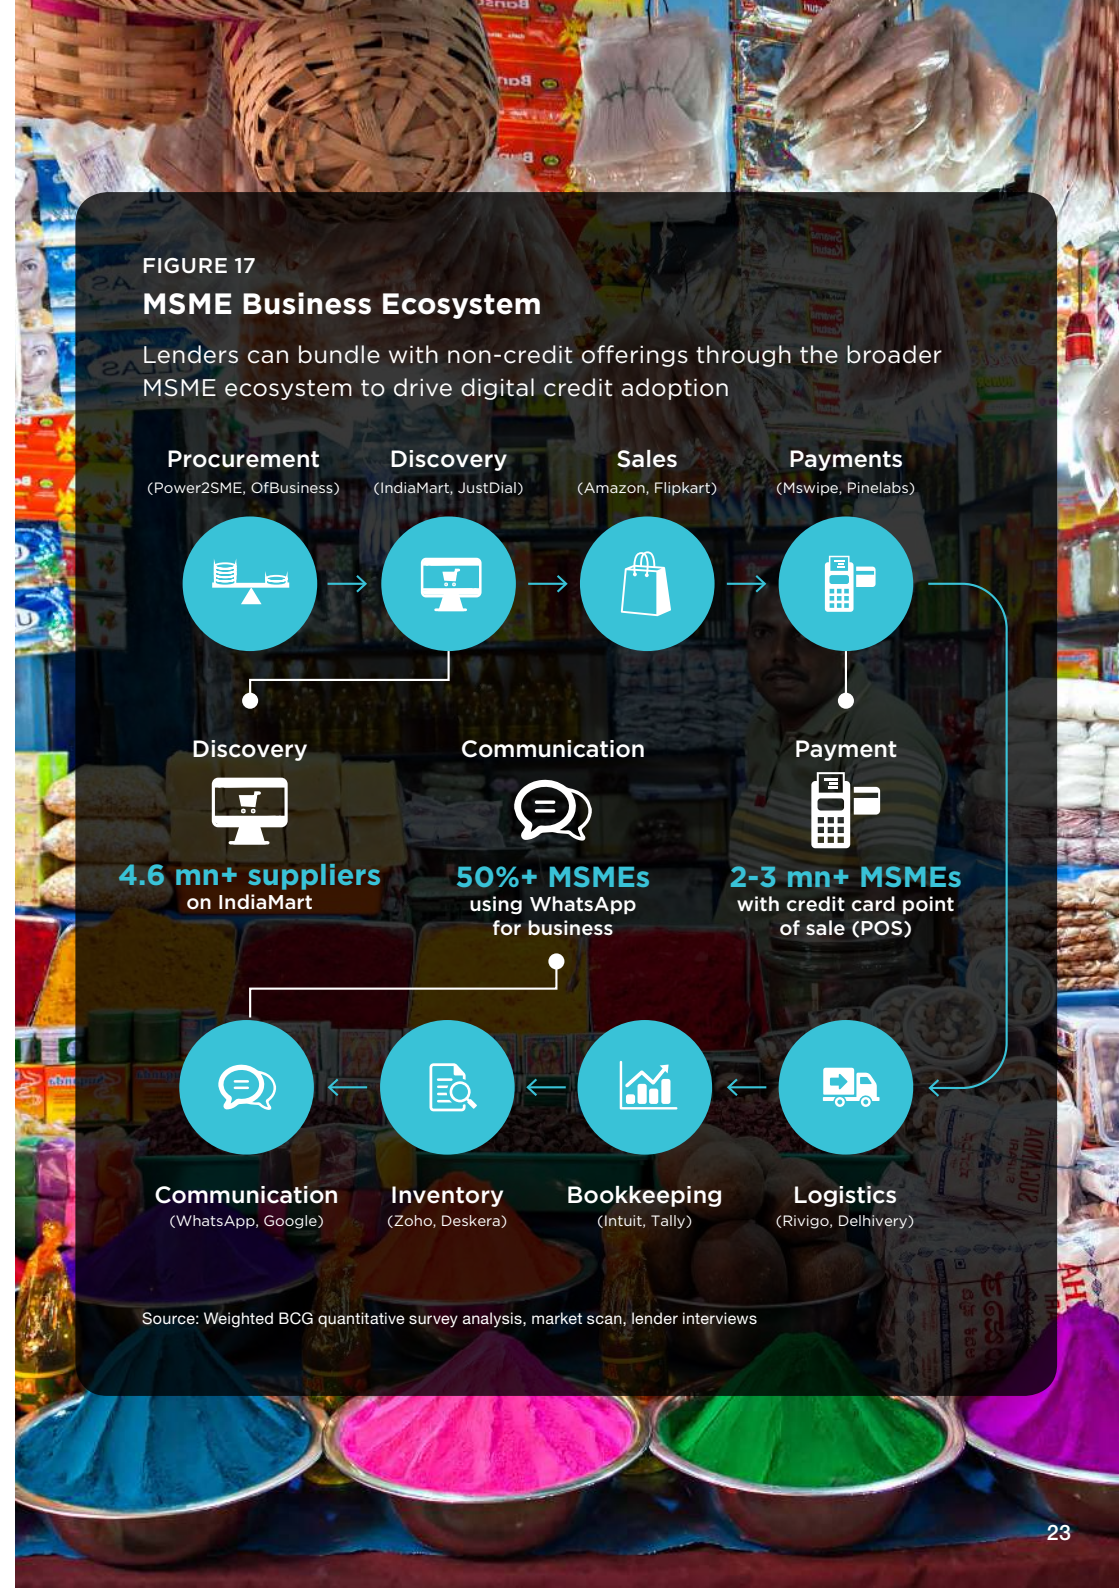 FIGURE 17
MSME Business Ecosystem
Lenders can bundle with non-credit offerings through the broader
MSME ecosystem to drive digital credit adoption
Procurement
(Power2SME, OfBusiness)
Discovery
(IndiaMart, JustDial)
Sales
(Amazon, Flipkart)
Payments
(Mswipe, Pinelabs)
Discovery
4.6 mn+ suppliers
on IndiaMart
Communication
50%+ MSMEs
using WhatsApp
for business
Payment
2-3 mn+ MSMEs
with credit card point
of sale (POS)
Communication
(WhatsApp, Google)
Inventory
(Zoho, Deskera)
Bookkeeping
(Intuit, Tally)
Logistics
(Rivigo, Delhivery)
Source: Weighted BCG quantitative survey analysis, market scan, lender interviews
23